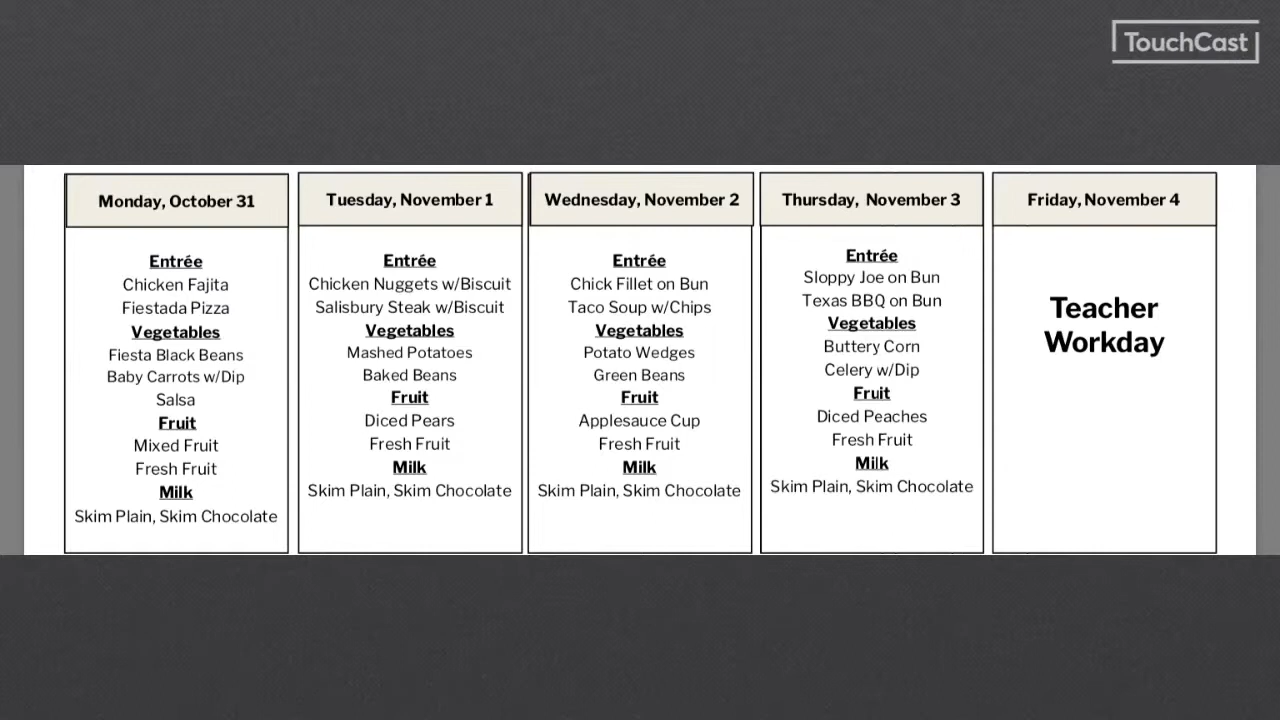 TouchCast
Monday, October 31
Entrée
Chicken Fajita
Fiestada Pizza
Vegetables
Fiesta Black Beans
Baby Carrots w/Dip
Salsa
Fruit
Mixed Fruit
Fresh Fruit
Milk
Skim Plain, Skim Chocolate
Tuesday, November 1
Entrée
Chicken Nuggets w/Biscuit
Salisbury Steak w/Biscuit
Vegetables
Mashed Potatoes
Baked Beans
Fruit
Diced Pears
Fresh Fruit
Milk
Skim Plain, Skim Chocolate
Wednesday, November 2
Entrée
Chick Fillet on Bun
Taco Soup w/Chips
Vegetables
Potato Wedges
Green Beans
Fruit
Applesauce Cup
Fresh Fruit
Milk
Skim Plain, Skim Chocolate
Thursday, November 3
Entrée
Sloppy Joe on Bun
Texas BBQ on Bun
Vegetables
Buttery Corn
Celery w/Dip
Fruit
Diced Peaches
Fresh Fruit
Milk
Skim Plain, Skim Chocolate
Friday, November 4
Teacher
Workday